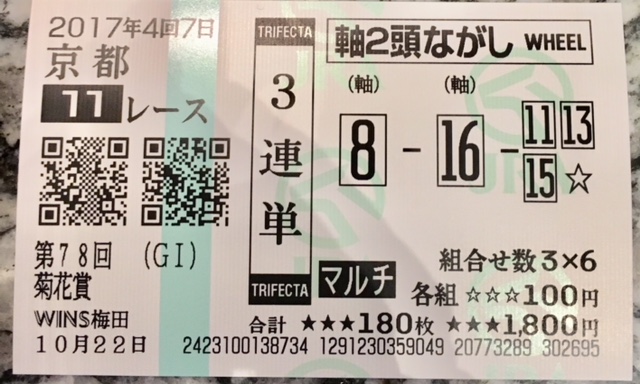 2017年4回7日
京都
11レース
第78回 (GI)
菊花賞
WINS梅田
10月22日
TRIFECTA
3連単
TRIFECTA
軸2頭ながし WHEEL
(軸) (軸)
8 - 16 - 11 13
15 ☆
マルチ
組合せ数3×6
各組 ☆☆☆100円
合計 ★★★180枚 ★★★1,800円
2423100138734 1291230359049 20773289 302695
JRA